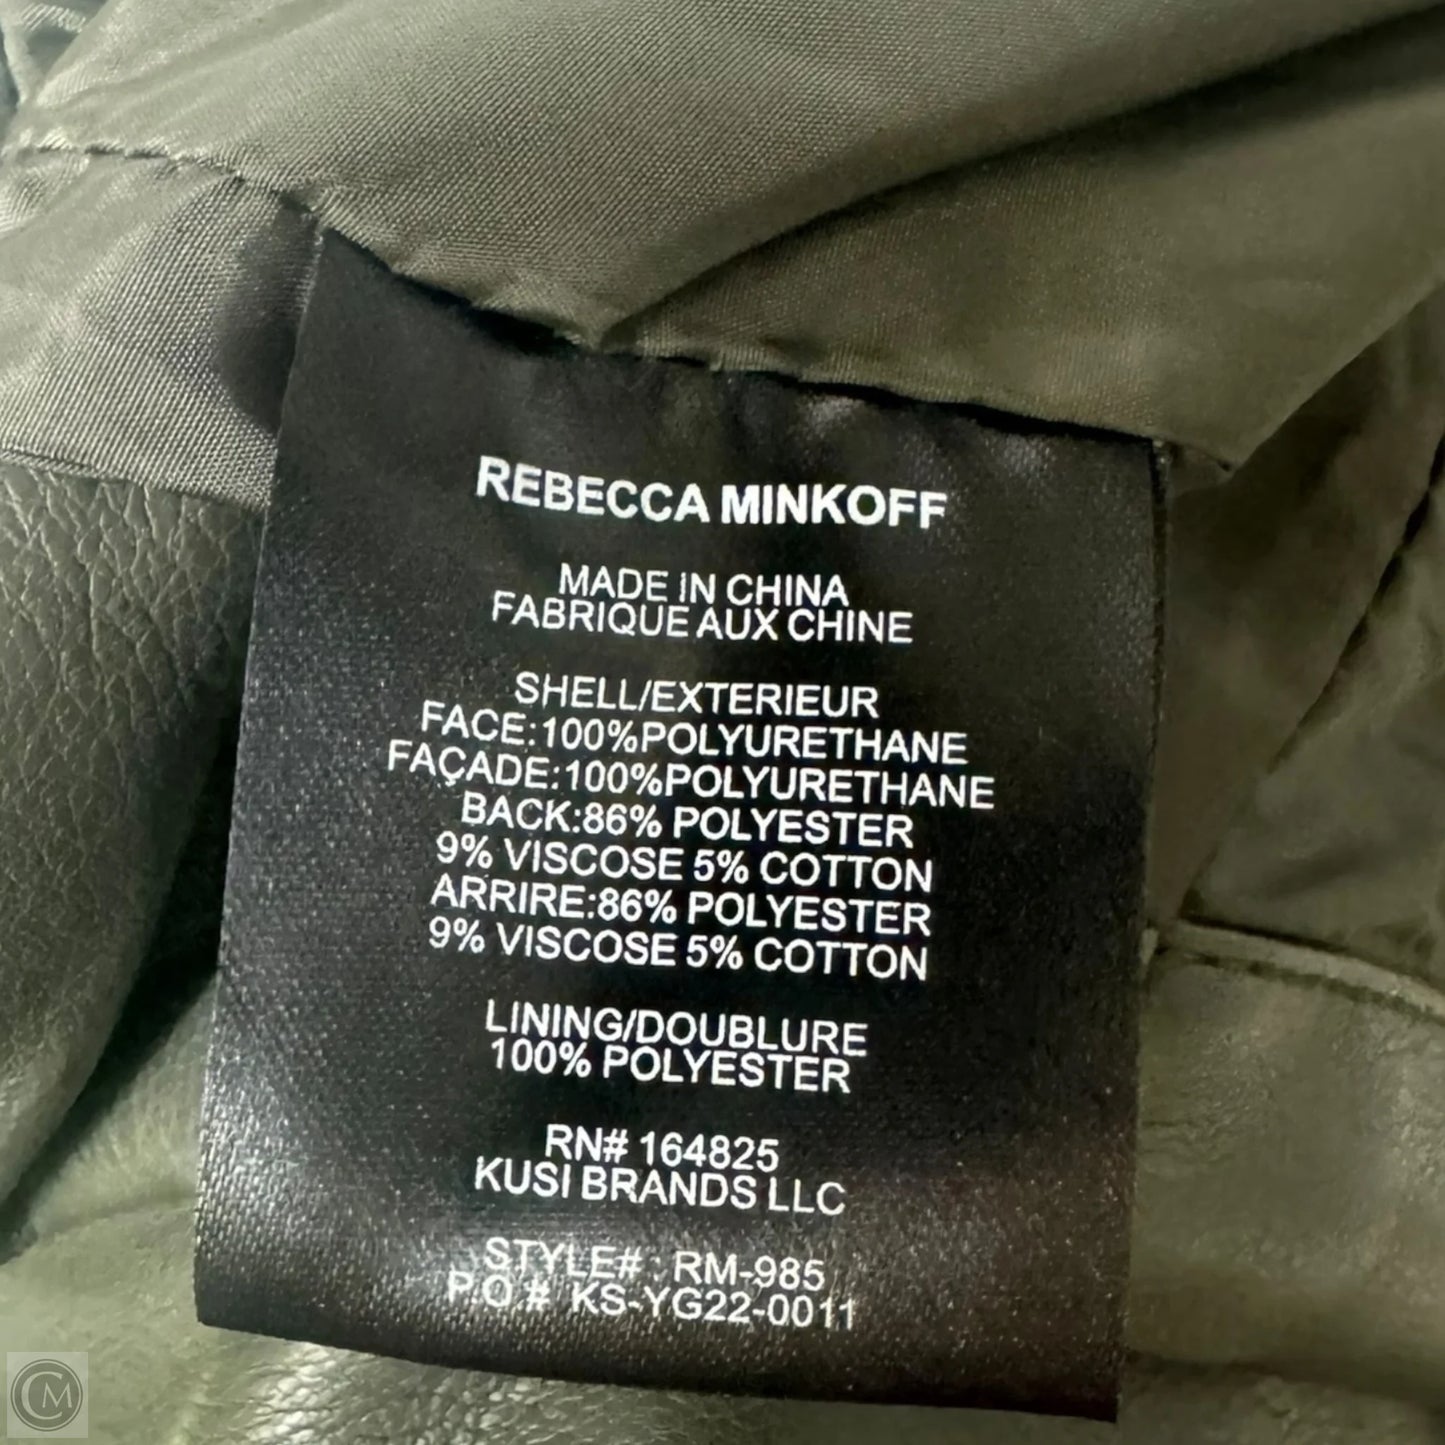 REBECCA MINKOFF
MADE IN CHINA
FABRIQUE AUX CHINE
SHELL/EXTERIEUR
FACE:100%POLYURETHANE
FAÇADE:100%POLYURETHANE
BACK:86% POLYESTER
9% VISCOSE 5% COTTON
ARRIRE:86% POLYESTER
9% VISCOSE 5% COTTON
LINING/DOUBLURE
100% POLYESTER
RN# 164825
KUSI BRANDS LLC
STYLE# : RM-985
P.O.# KS-YG22-0011
CM